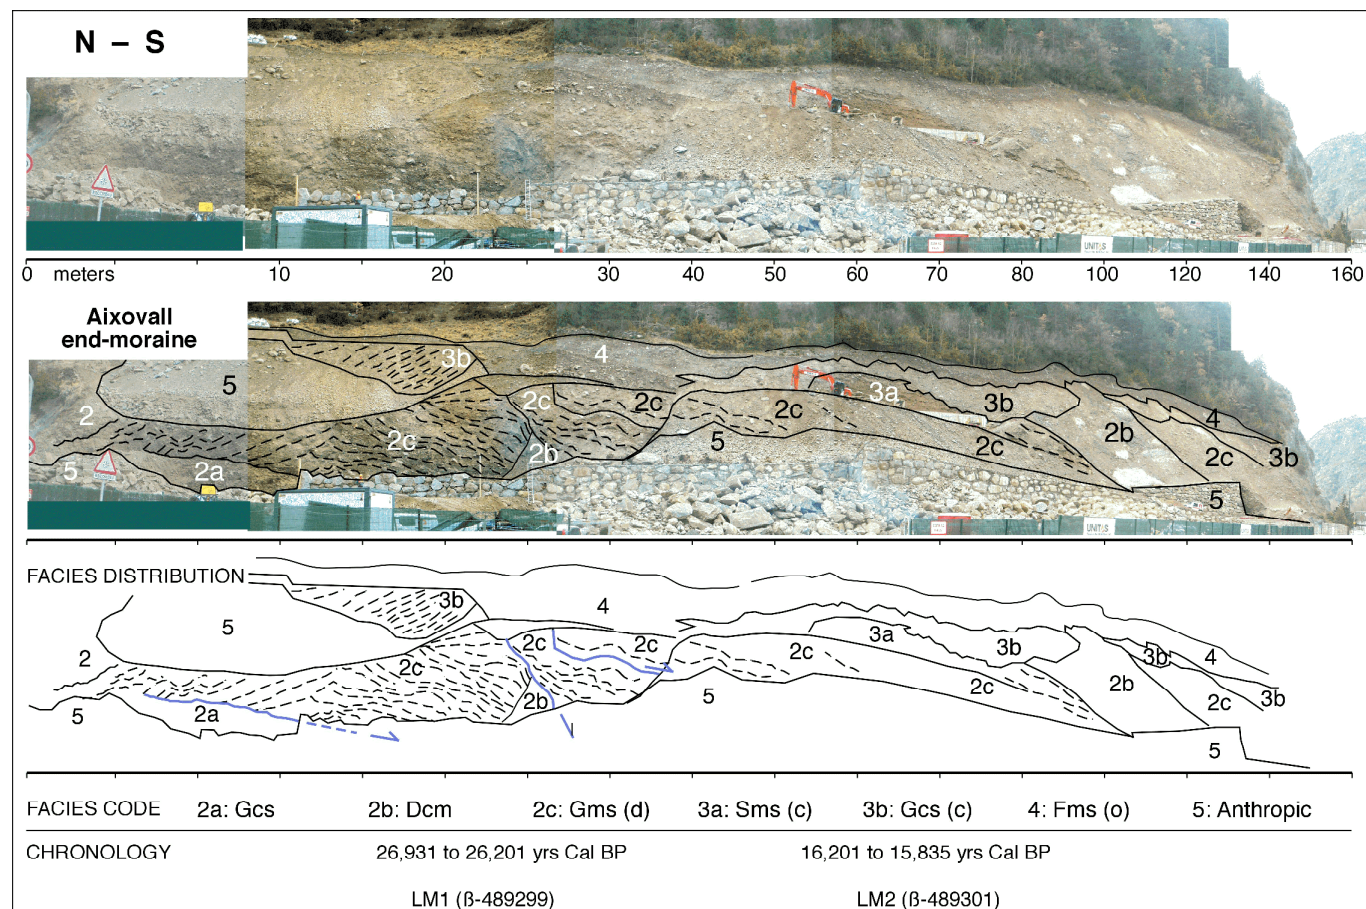 N – S
UNITIS
0 meters 10 20 30 40 50 60 70 80 100 120 140 160
Aixovall
end-moraine
3b 4
5 3a
2 2c 2c 2c 3b 4
2c 2b
2b 5 2c 2c 3b
5 2a 5
UNITIS
FACIES DISTRIBUTION
3b 4
5 2c 2c 3a 3b
2 2c 2c 3b 4
2c 2b
2a 2b 5 2c 3b
5 5
FACIES CODE 2a: Gcs 2b: Dcm 2c: Gms (d) 3a: Sms (c) 3b: Gcs (c) 4: Fms (o) 5: Anthropic
CHRONOLOGY 26,931 to 26,201 yrs Cal BP 16,201 to 15,835 yrs Cal BP
LM1 (ß-489299) LM2 (ß-489301)